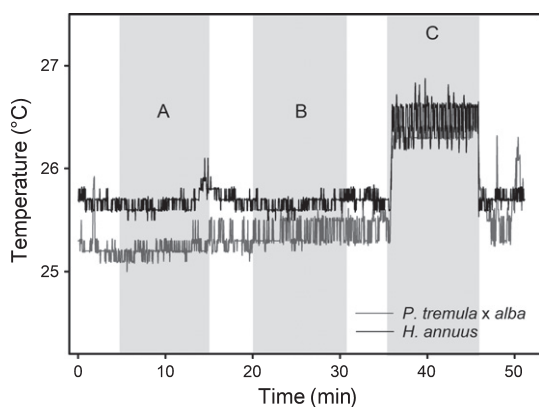 C
27
A
B
Temperature (°C)
26
25
P. tremula x alba
H. annuus
0
10
20
30
40
50
Time (min)